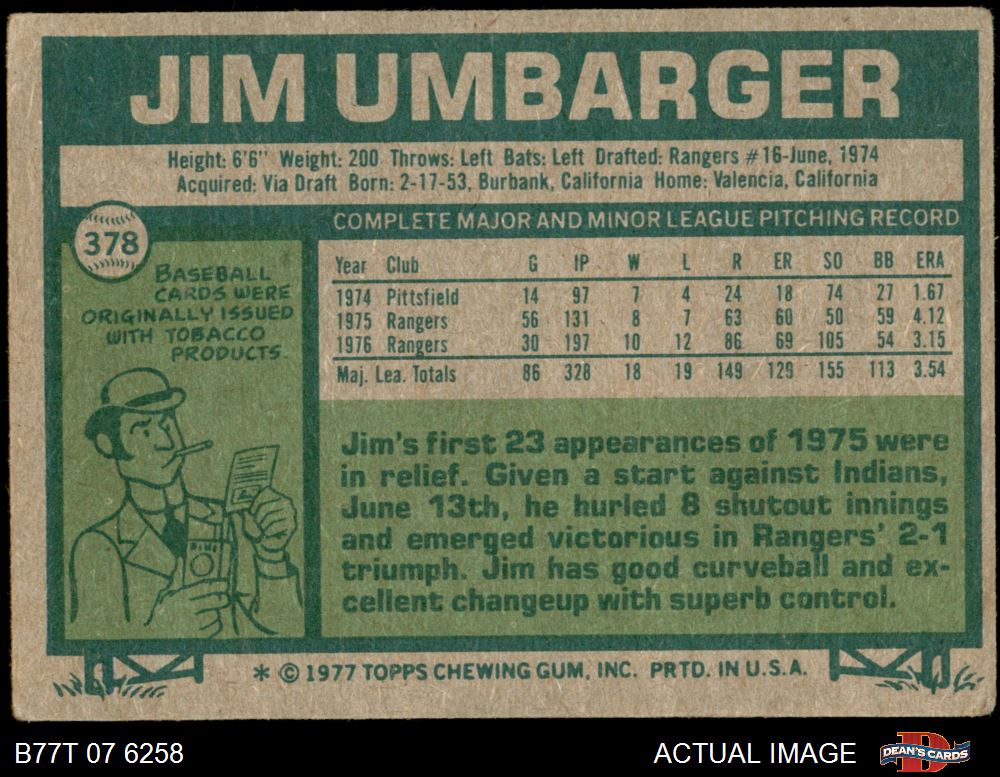 JIM UMBARGER
Height: 6'6" Weight: 200 Throws: Left Bats: Left Drafted: Rangers #16-June, 1974
Acquired: Via Draft Born: 2-17-53, Burbank, California Home: Valencia, California
378
BASEBALL
CARDS WERE
ORIGINALLY ISSUED
WITH TOBACCO
PRODUCTS.
COMPLETE MAJOR AND MINOR LEAGUE PITCHING RECORD
Year Club G IP W L R ER SO BB ERA
1974 Pittsfield 14 97 7 4 24 18 74 27 1.67
1975 Rangers 56 131 8 7 63 60 50 59 4.12
1976 Rangers 30 197 10 12 86 69 105 54 3.15
Maj. Lea. Totals 86 328 18 19 149 129 155 113 3.54
Jim's first 23 appearances of 1975 were
in relief. Given a start against Indians,
June 13th, he hurled 8 shutout innings
and emerged victorious in Rangers' 2-1
triumph. Jim has good curveball and ex-
cellent changeup with superb control.
* © 1977 TOPPS CHEWING GUM, INC. PRTD. IN U.S.A.
B77T 07 6258
ACTUAL IMAGE
D
DEAN'S CARDS